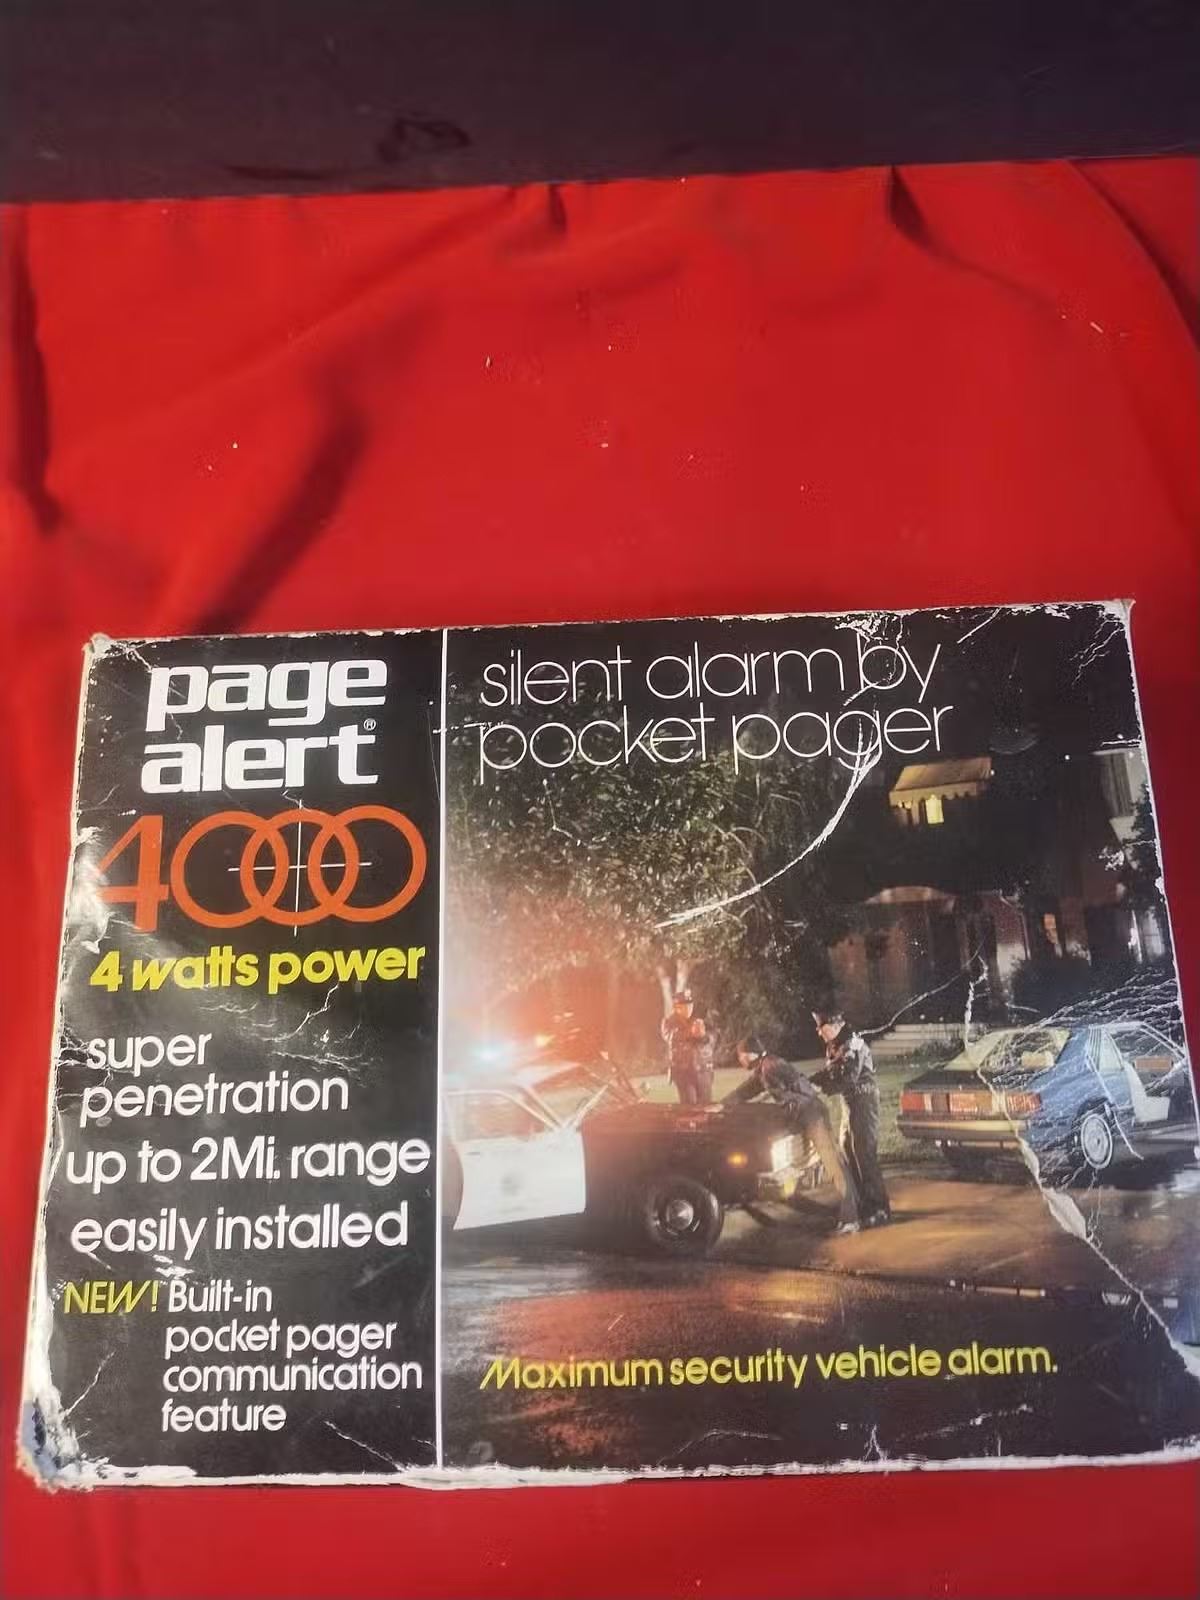 page
alert®
4000
4 watts power
super
penetration
up to 2Mi. range
easily installed
NEW! Built-in
pocket pager
communication
feature
silent alarm by
pocket pager
Maximum security vehicle alarm.